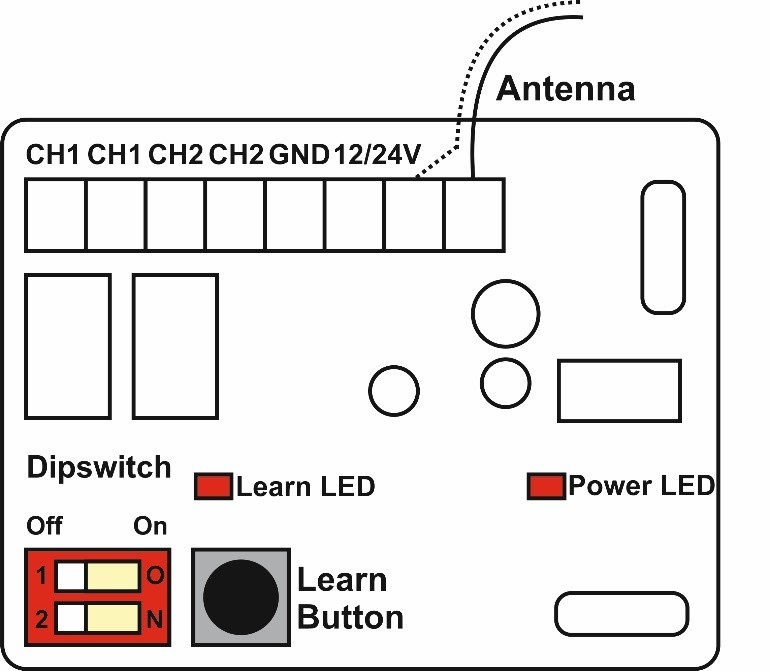 Antenna
CH1 CH1 CH2 CH2 GND 12/24V
Dipswitch
Learn LED
Power LED
Off On
1 O
2 N
Learn
Button